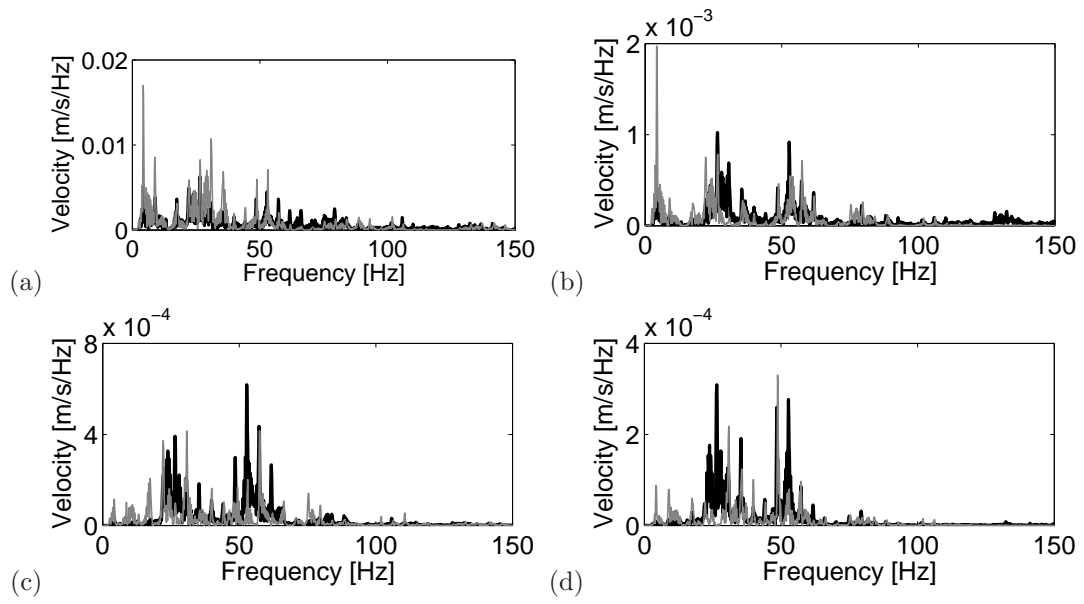 0.02
0.01
0
Velocity [m/s/Hz]
0 50 100 150
Frequency [Hz]
(a)
x 10−3
2
1
0
Velocity [m/s/Hz]
0 50 100 150
Frequency [Hz]
(b)
x 10−4
8
4
0
Velocity [m/s/Hz]
0 50 100 150
Frequency [Hz]
(c)
x 10−4
4
2
0
Velocity [m/s/Hz]
0 50 100 150
Frequency [Hz]
(d)